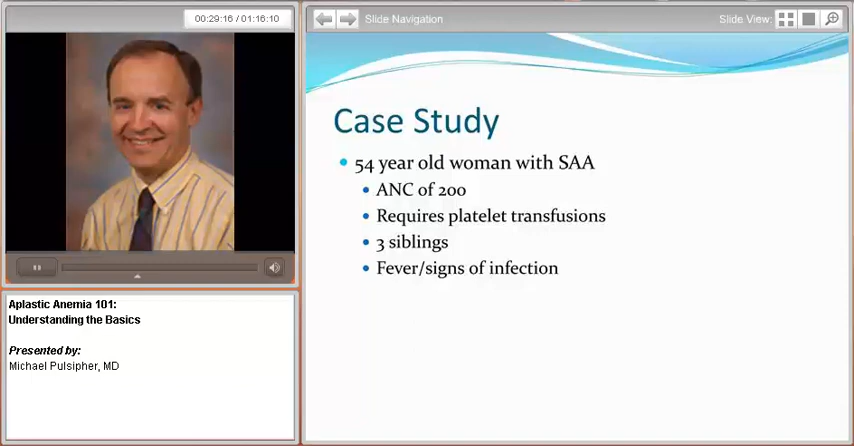 00:29:16 / 01:16:10
Slide Navigation
Slide View:
Case Study
54 year old woman with SAA
ANC of 200
Requires platelet transfusions
3 siblings
Fever/signs of infection
Aplastic Anemia 101:
Understanding the Basics
Presented by:
Michael Pulsipher, MD